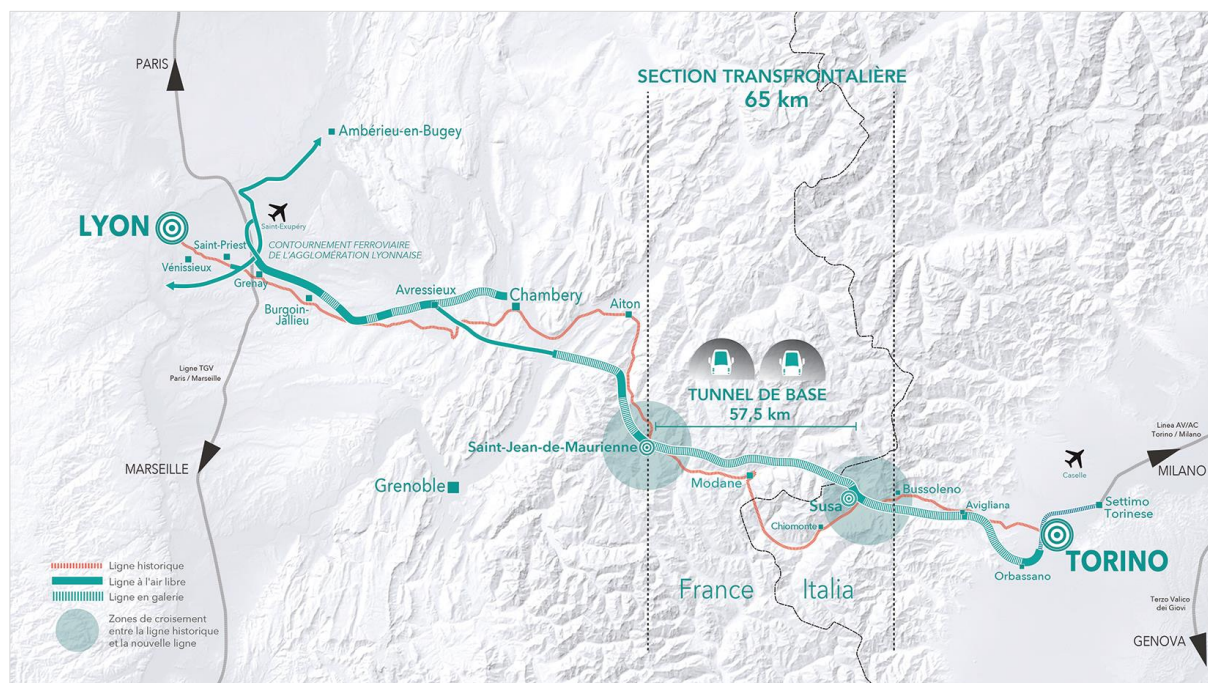 PARIS
SECTION TRANSFRONTALIÈRE
65 km
Ambérieu-en-Bugey
LYON
Saint-Exupéry
Saint-Priest
CONTOURNEMENT FERROVIAIRE
DE L'AGGLOMÉRATION LYONNAISE
Vénissieux
Grenay
Avressieux
Chambery
Aiton
Burgoin-
Jallieu
Ligne TGV
Paris / Marseille
TUNNEL DE BASE
57,5 km
Saint-Jean-de-Maurienne
MARSEILLE
Grenoble
Modane
Susa
Bussoleno
Chiomonte
Avigliana
Linea AV/AC
Torino / Milano
MILANO
Caselle
Settimo
Torinese
TORINO
Orbassano
France
Italia
Terzo Valico
dei Giovi
GENOVA
Ligne historique
Ligne à l'air libre
Ligne en galerie
Zones de croisement
entre la ligne historique
et la nouvelle ligne